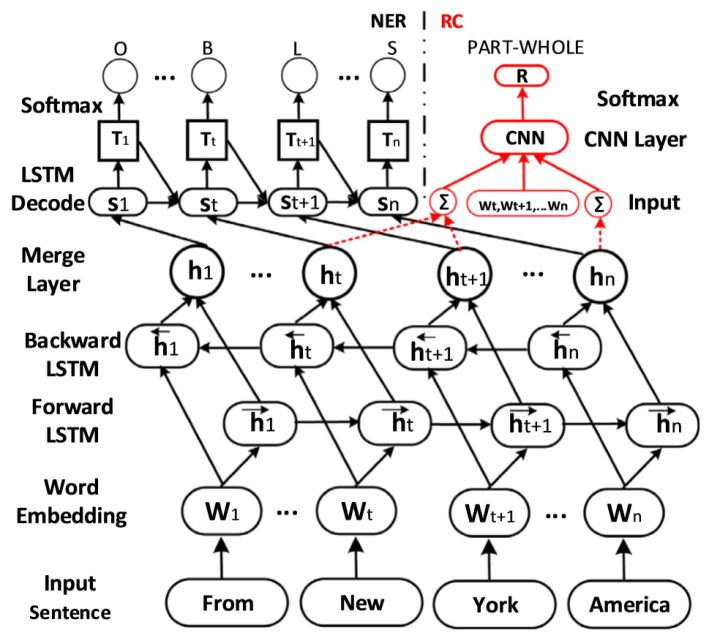 NER RC
O B L S PART-WHOLE
... ... R
Softmax Softmax
T1 Tt Tt+1 Tn CNN CNN Layer
LSTM
Decode S1 St St+1 Sn Σ Wt,Wt+1,...Wn Σ Input
Merge
Layer h1 ... ht ht+1 ... hn
Backward
LSTM h1 ht ht+1 hn
Forward
LSTM h1 ht ht+1 hn
Word
Embedding W1 ... Wt Wt+1 ... Wn
Input
Sentence From New York America